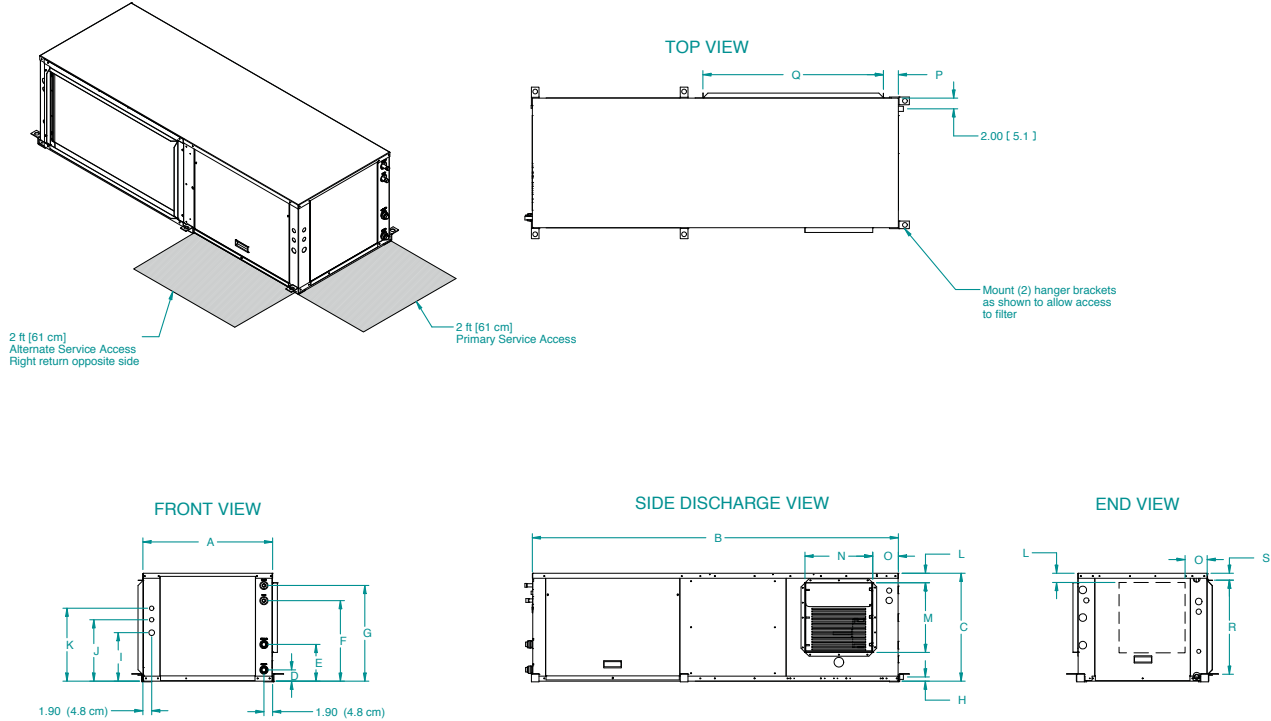 TOP VIEW
Q
P
2.00 [ 5.1 ]
Mount (2) hanger brackets
as shown to allow access
to filter
2 ft [61 cm]
Alternate Service Access
Right return opposite side
2 ft [61 cm]
Primary Service Access
FRONT VIEW
A
K
J
I
D
E
F
G
1.90 (4.8 cm)
1.90 (4.8 cm)
SIDE DISCHARGE VIEW
B
N
O
L
M
C
H
END VIEW
L
O
S
R